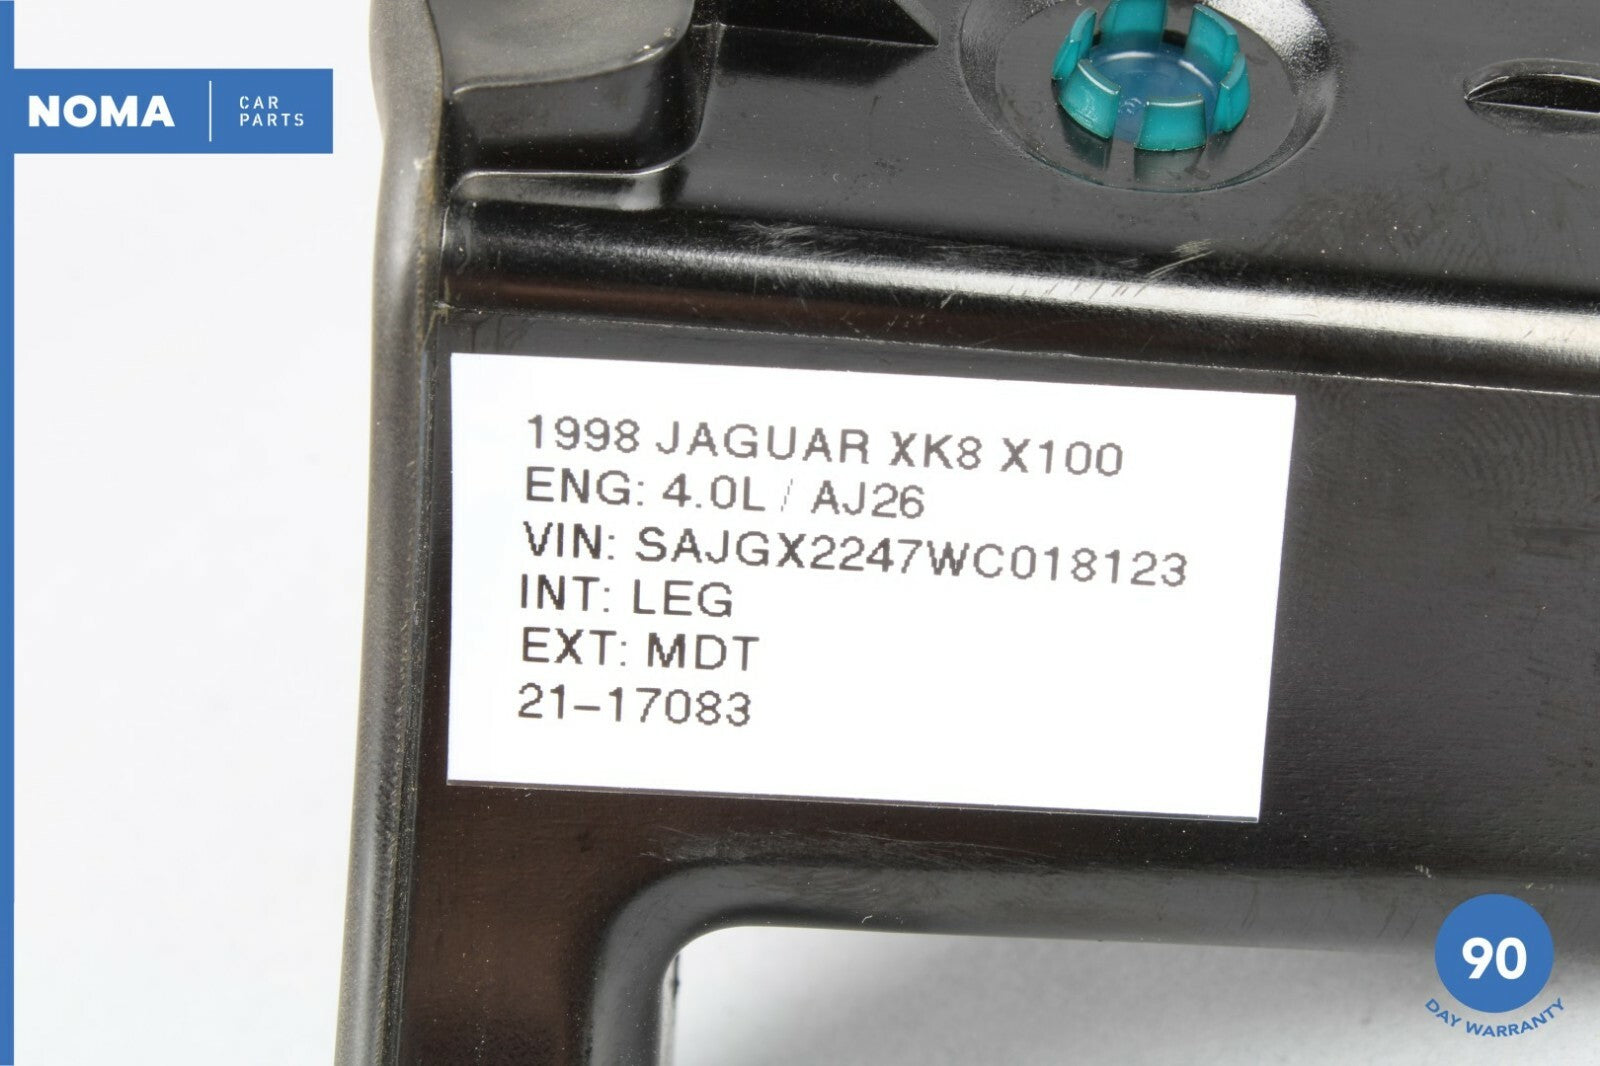 NOMA
CAR
PARTS
1998 JAGUAR XK8 X100
ENG: 4.0L / AJ26
VIN: SAJGX2247WC018123
INT: LEG
EXT: MDT
21-17083
90
DAY WARRANTY